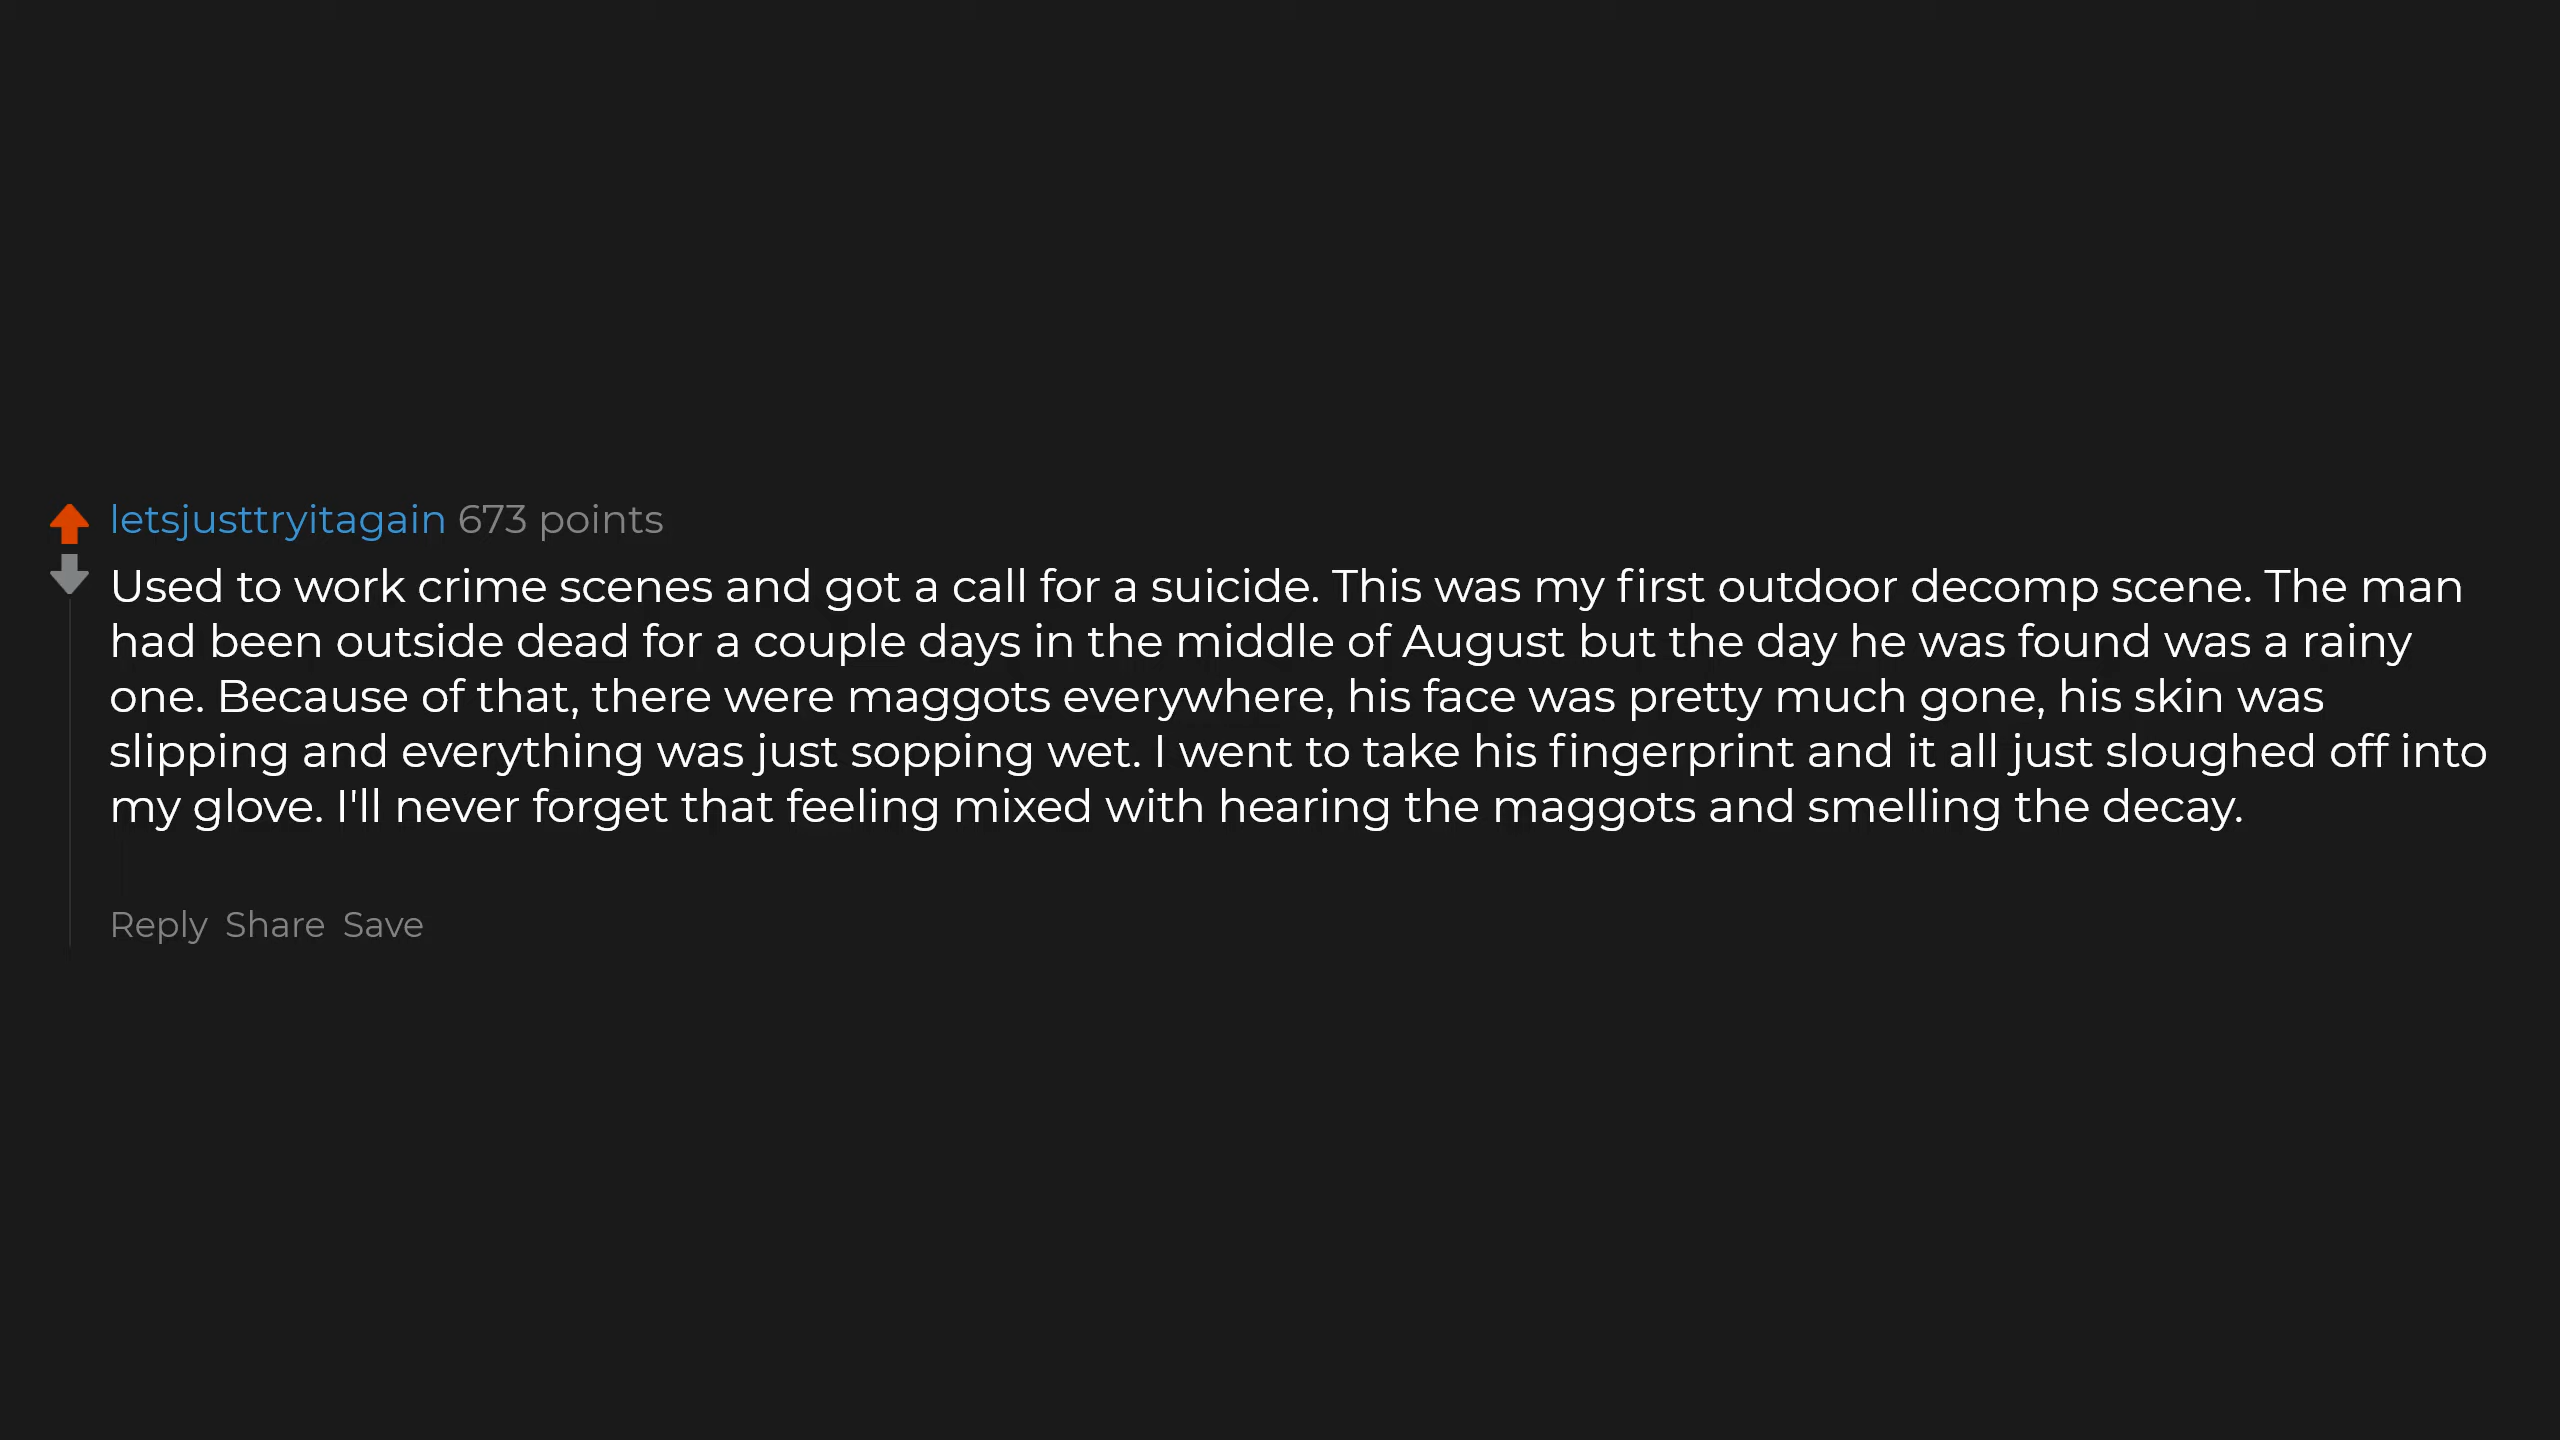 letsjusttryitagain 673 points
Used to work crime scenes and got a call for a suicide. This was my first outdoor decomp scene. The man
had been outside dead for a couple days in the middle of August but the day he was found was a rainy
one. Because of that, there were maggots everywhere, his face was pretty much gone, his skin was
slipping and everything was just sopping wet. I went to take his fingerprint and it all just sloughed off into
my glove. I'll never forget that feeling mixed with hearing the maggots and smelling the decay.
Reply Share Save